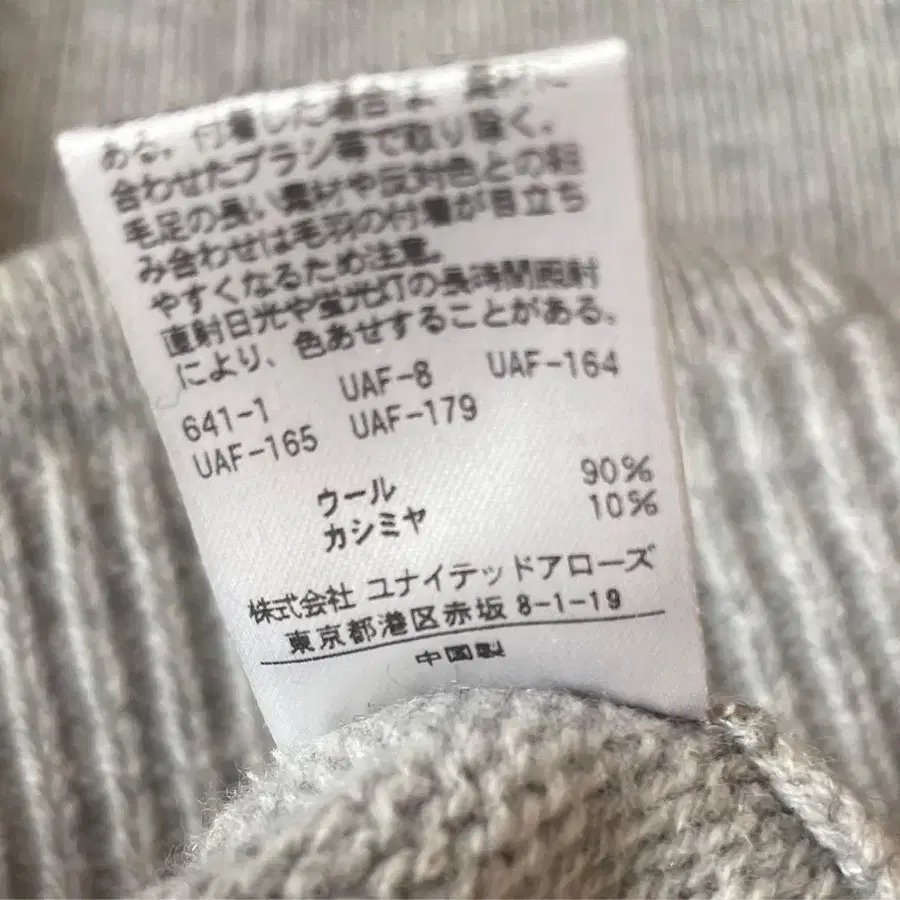 ある。付着した場合は、素材に
合わせたブラシ等で取り除く。
毛足の長い素材や反対色との組
み合わせは毛羽の付着が目立ち
やすくなるため注意。
直射日光や蛍光灯の長時間照射
により、色あせすることがある。
641-1 UAF-8 UAF-164
UAF-165 UAF-179
ウール 90%
カシミヤ 10%
株式会社 ユナイテッドアローズ
東京都港区赤坂 8-1-19
中国製